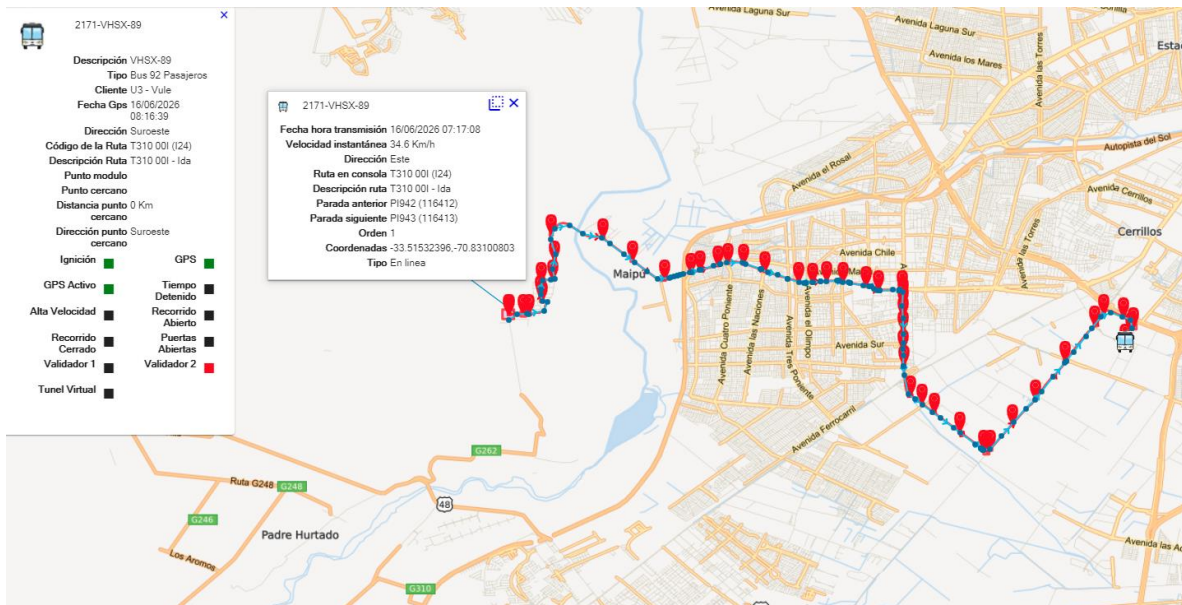 2171-VHSX-89
Descripción VHSX-89
Tipo Bus 92 Pasajeros
Cliente U3 - Vule
Fecha Gps 16/06/2026
08:16:39
Dirección Suroeste
Código de la Ruta T310 00I (I24)
Descripción Ruta T310 00I - Ida
Punto modulo
Punto cercano
Distancia punto 0 Km
cercano
Dirección punto Suroeste
cercano
Ignición
GPS
GPS Activo
Tiempo
Detenido
Alta Velocidad
Recorrido
Abierto
Recorrido
Cerrado
Puertas
Abiertas
Validador 1
Validador 2
Tunel Virtual
2171-VHSX-89
Fecha hora transmisión 16/06/2026 07:17:08
Velocidad instantánea 34.6 Km/h
Dirección Este
Ruta en consola T310 00I (I24)
Descripción ruta T310 00I - Ida
Parada anterior PI942 (116412)
Parada siguiente PI943 (116413)
Orden 1
Coordenadas -33.51532396,-70.83100803
Tipo En linea
Avenida Laguna Sur
Avenida Laguna Sur
Avenida los Mares
Avenida las Torres
Autopista del Sol
Avenida el Rosal
Avenida Cerrillos
Cerrillos
Avenida las Torres
Avenida Chile
Maipú
Avenida Cuatro Poniente
Avenida las Naciones
Avenida Tres Poniente
Avenida el Olimpo
Avenida Sur
Avenida Ferrocarril
G262
Ruta G248
G248
G246
48
Padre Hurtado
Los Aromos
G310